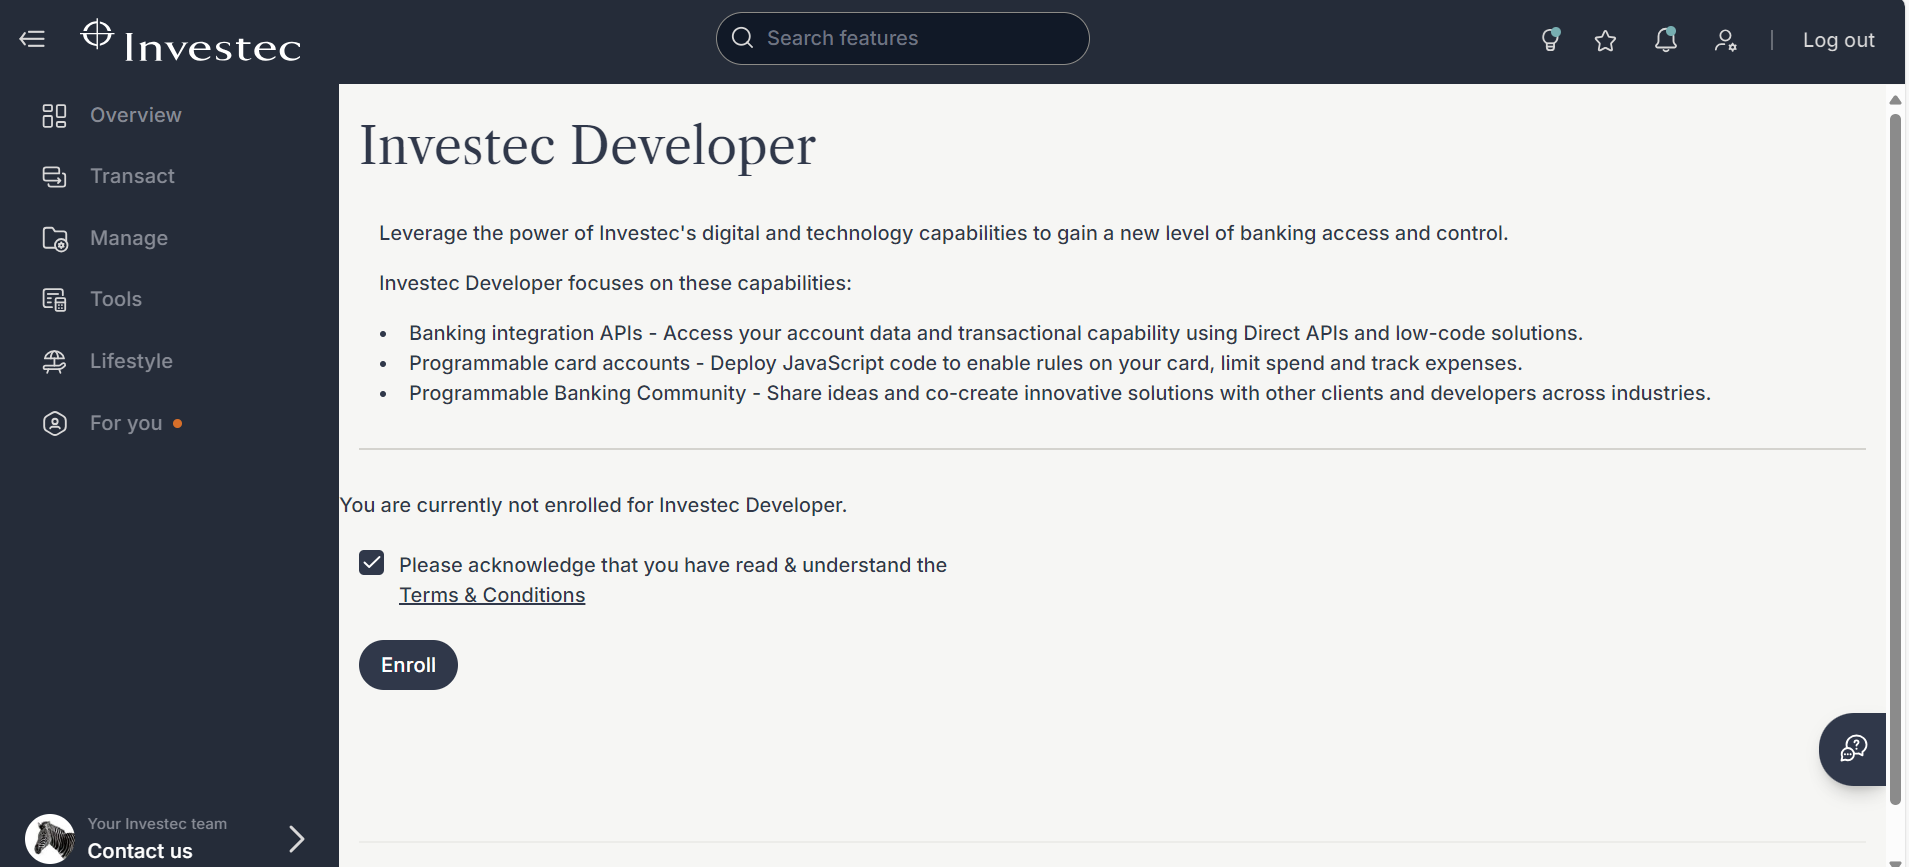 Investec
Search features
Log out
Overview
Transact
Manage
Tools
Lifestyle
For you
Investec Developer
Leverage the power of Investec's digital and technology capabilities to gain a new level of banking access and control.
Investec Developer focuses on these capabilities:
• Banking integration APIs - Access your account data and transactional capability using Direct APIs and low-code solutions.
• Programmable card accounts - Deploy JavaScript code to enable rules on your card, limit spend and track expenses.
• Programmable Banking Community - Share ideas and co-create innovative solutions with other clients and developers across industries.
You are currently not enrolled for Investec Developer.
Please acknowledge that you have read & understand the
Terms & Conditions
Enroll
Your Investec team
Contact us